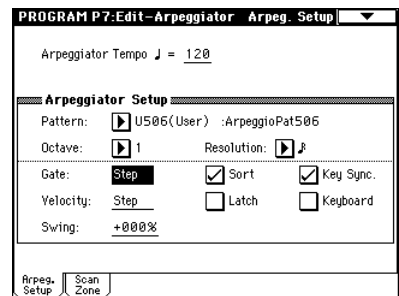 PROGRAM P7:Edit-Arpeggiator Arpeg. Setup
Arpeggiator Tempo ♩ = 120
Arpeggiator Setup
Pattern: U506(User) :ArpeggioPat506
Octave: 1 Resolution: ♪
Gate: Step Sort Key Sync.
Velocity: Step Latch Keyboard
Swing: +000%
Arpeg. Setup Scan Zone